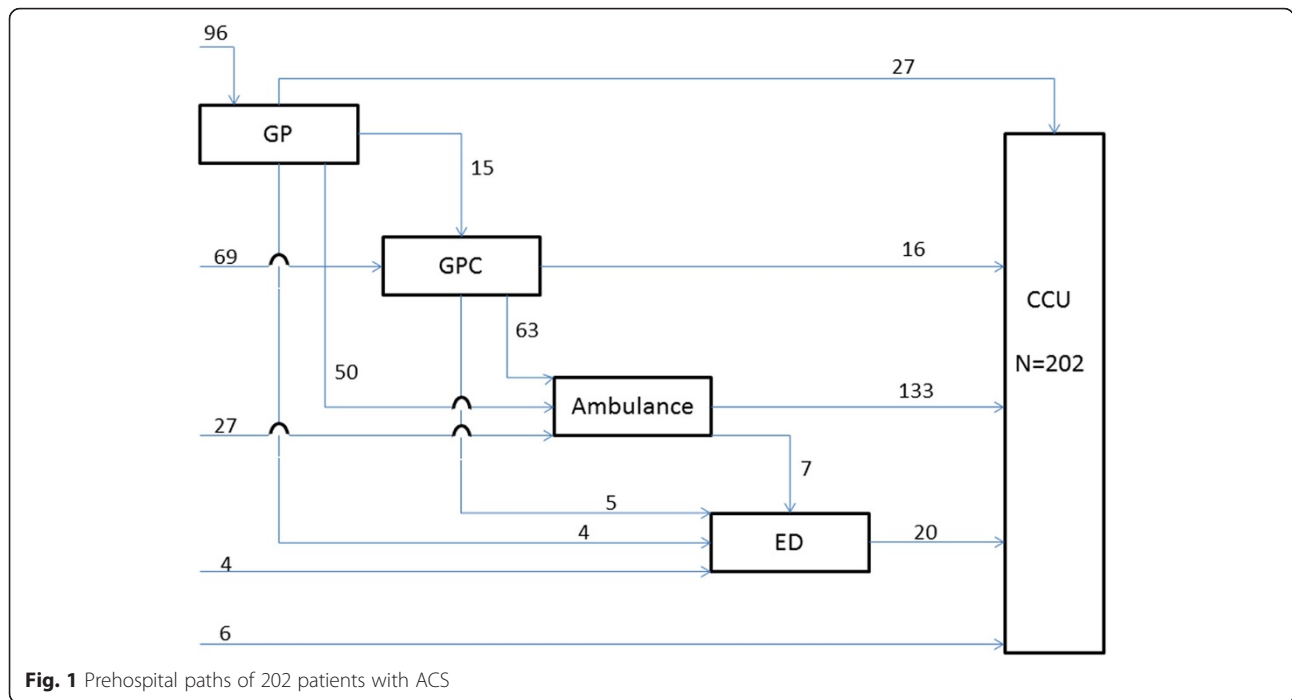 96
27
GP
15
69
GPC
16
CCU
63
N=202
50
Ambulance
133
27
7
5
4
ED
20
4
6
Fig. 1 Prehospital paths of 202 patients with ACS